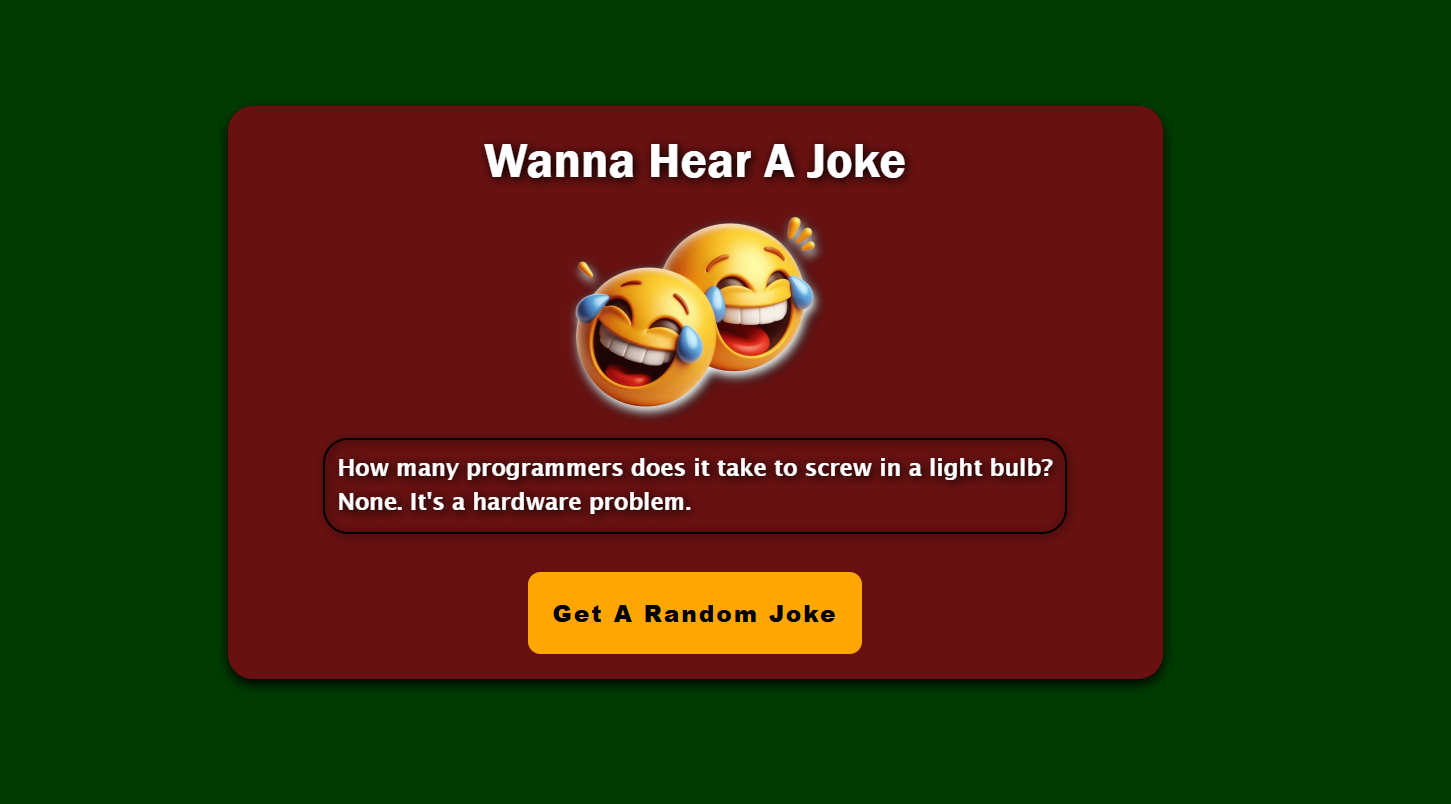 Wanna Hear A Joke
How many programmers does it take to screw in a light bulb?
None. It's a hardware problem.
Get A Random Joke